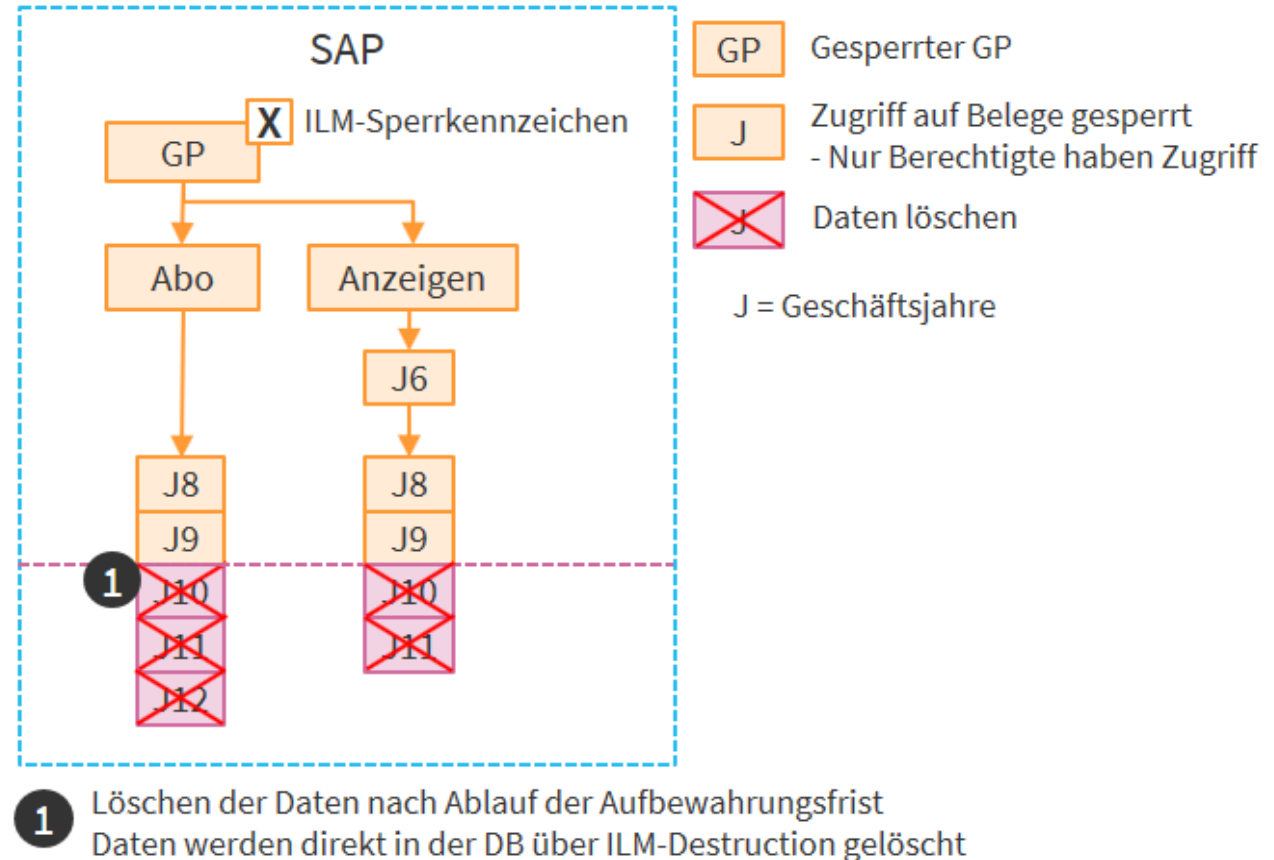 SAP
X ILM-Sperrkennzeichen
GP
Abo
Anzeigen
J6
J8
J9
J10
J11
J12
J8
J9
J10
J11
1
GP Gesperrter GP
J Zugriff auf Belege gesperrt
- Nur Berechtigte haben Zugriff
J Daten löschen
J = Geschäftsjahre
1 Löschen der Daten nach Ablauf der Aufbewahrungsfrist
Daten werden direkt in der DB über ILM-Destruction gelöscht